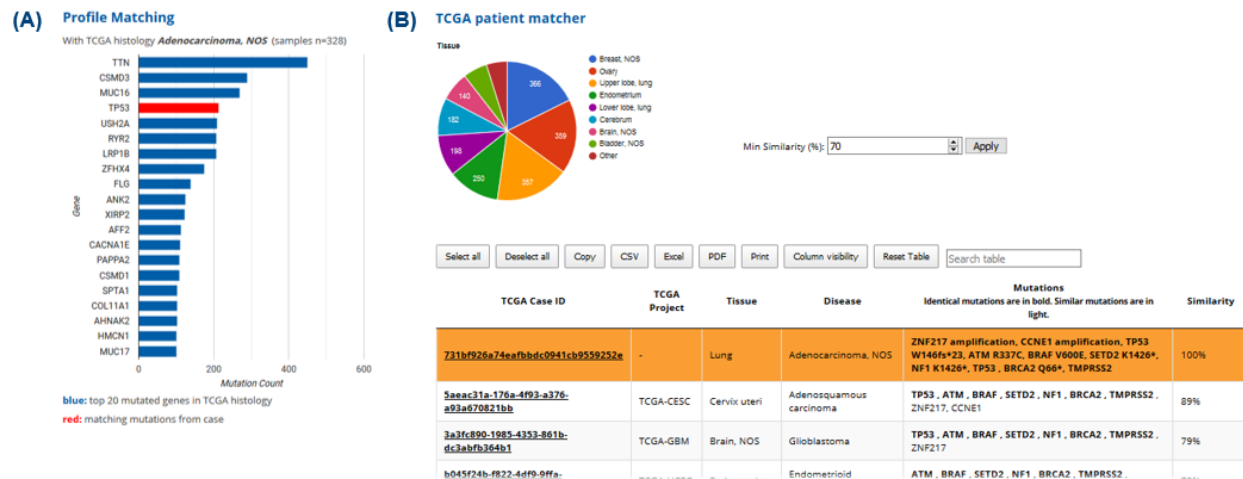 (A)
Profile Matching
With TCGA histology Adenocarcinoma, NOS (samples n=328)
TTN
CSMD3
MUC16
TP53
USH2A
RYR2
LRP1B
ZFHX4
FLG
ANK2
XIRP2
AFF2
CACNA1E
PAPPA2
CSMD1
SPTA1
COL11A1
AHNAK2
HMCN1
MUC17
Gene
0 200 400 600
Mutation Count
blue: top 20 mutated genes in TCGA histology
red: matching mutations from case
(B)
TCGA patient matcher
Tissue
366
359
357
250
198
182
140
Breast, NOS
Ovary
Upper lobe, lung
Endometrium
Lower lobe, lung
Cerebrum
Brain, NOS
Bladder, NOS
Other
Min Similarity (%): 70 Apply
Select all Deselect all Copy CSV Excel PDF Print Column visibility Reset Table Search table
TCGA Case ID TCGA Project Tissue Disease Mutations Identical mutations are in bold. Similar mutations are in light. Similarity
731bf926a74eafbbdc0941cb9559252e - Lung Adenocarcinoma, NOS ZNF217 amplification, CCNE1 amplification, TP53 W146fs*23, ATM R337C, BRAF V600E, SETD2 K1426*, NF1 K1426*, TP53 , BRCA2 Q66*, TMPRSS2 100%
5aeac31a-176a-4f93-a376-a93a670821bb TCGA-CESC Cervix uteri Adenosquamous carcinoma TP53 , ATM , BRAF , SETD2 , NF1 , BRCA2 , TMPRSS2 , ZNF217, CCNE1 89%
3a3fc890-1985-4353-861b-dc3abfb364b1 TCGA-GBM Brain, NOS Glioblastoma TP53 , ATM , BRAF , SETD2 , NF1 , BRCA2 , TMPRSS2 , ZNF217 79%
b045f24b-f822-4df9-9ffa- Endometrioid ATM , BRAF , SETD2 , NF1 , BRCA2 , TMPRSS2 ,